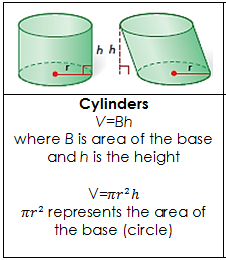 h h
r r
Cylinders
V=Bh
where B is area of the base
and h is the height
V=πr²h
πr² represents the area of
the base (circle)